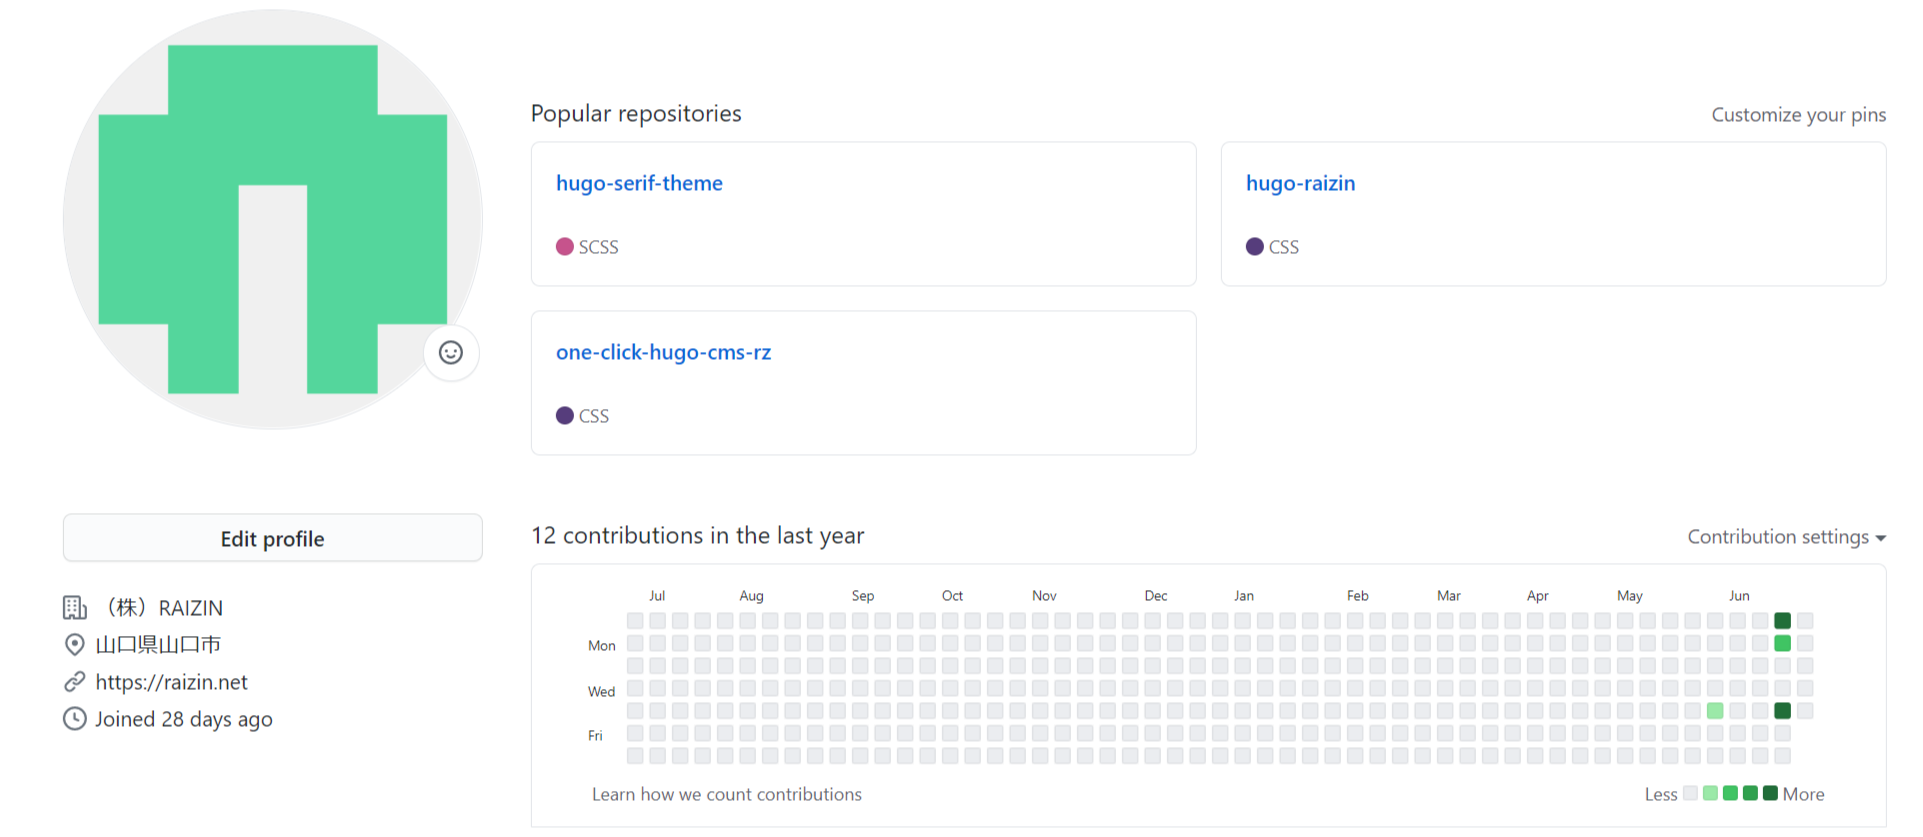 Popular repositories
Customize your pins
hugo-serif-theme
SCSS
hugo-raizin
CSS
one-click-hugo-cms-rz
CSS
Edit profile
（株）RAIZIN
山口県山口市
https://raizin.net
Joined 28 days ago
12 contributions in the last year
Contribution settings
Jul Aug Sep Oct Nov Dec Jan Feb Mar Apr May Jun
Mon
Wed
Fri
Learn how we count contributions
Less More